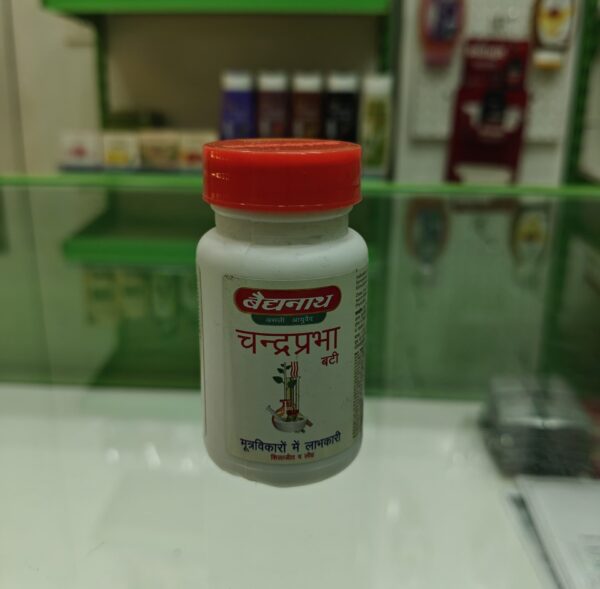 बैद्यनाथ
असली आयुर्वेद
चन्द्रप्रभा
बटी
मूत्रविकारों में लाभकारी
शिलाजीत व लौह